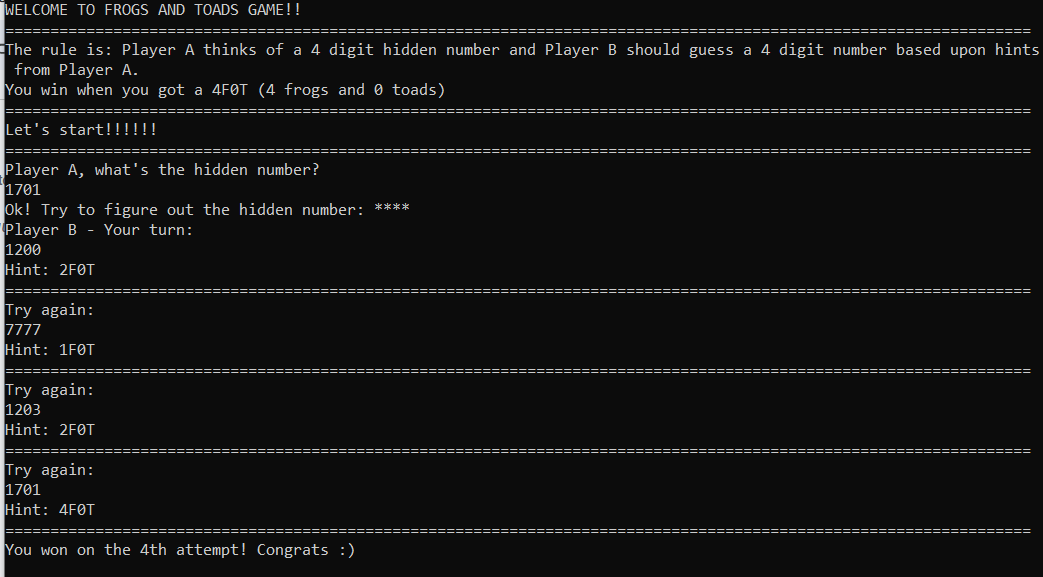 WELCOME TO FROGS AND TOADS GAME!!
==================================================================================================================
The rule is: Player A thinks of a 4 digit hidden number and Player B should guess a 4 digit number based upon hints
 from Player A.
You win when you got a 4F0T (4 frogs and 0 toads)
==================================================================================================================
Let's start!!!!!!
==================================================================================================================
Player A, what's the hidden number?
1701
Ok! Try to figure out the hidden number: ****
Player B - Your turn:
1200
Hint: 2F0T
==================================================================================================================
Try again:
7777
Hint: 1F0T
==================================================================================================================
Try again:
1203
Hint: 2F0T
==================================================================================================================
Try again:
1701
Hint: 4F0T
==================================================================================================================
You won on the 4th attempt! Congrats :)